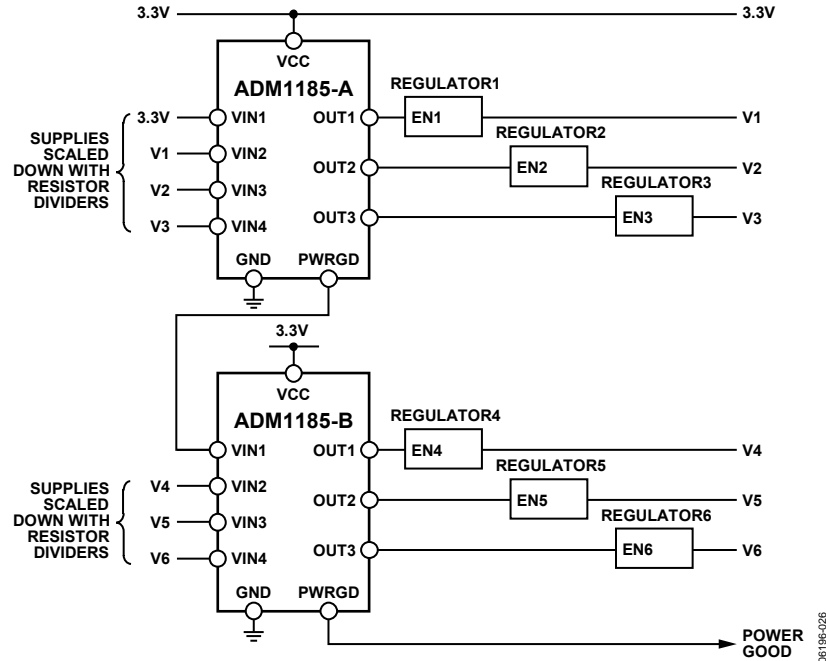 3.3V
3.3V
VCC
ADM1185-A
REGULATOR1
3.3V
VIN1
OUT1
EN1
V1
SUPPLIES
SCALED
DOWN WITH
RESISTOR
DIVIDERS
V1
VIN2
REGULATOR2
OUT2
EN2
V2
V2
VIN3
REGULATOR3
OUT3
EN3
V3
V3
VIN4
GND
PWRGD
3.3V
VCC
ADM1185-B
REGULATOR4
VIN1
OUT1
EN4
V4
SUPPLIES
SCALED
DOWN WITH
RESISTOR
DIVIDERS
V4
VIN2
REGULATOR5
OUT2
EN5
V5
V5
VIN3
REGULATOR6
OUT3
EN6
V6
V6
VIN4
GND
PWRGD
POWER
GOOD
06196-026